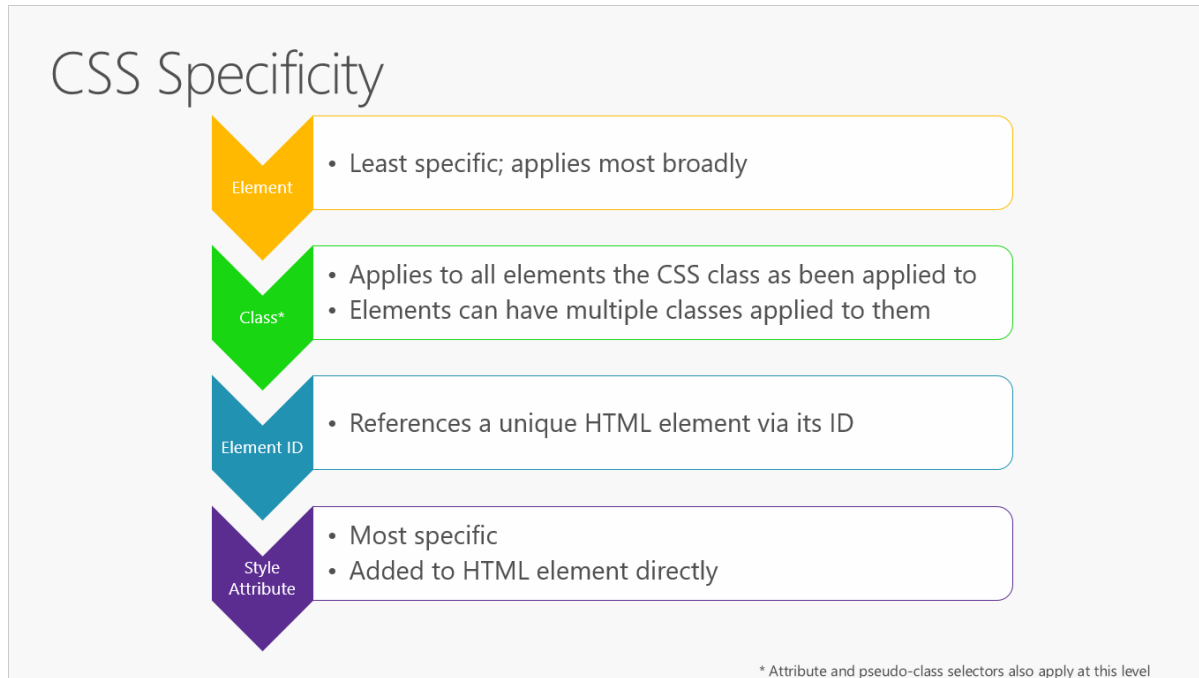 CSS Specificity
Element
• Least specific; applies most broadly
Class*
• Applies to all elements the CSS class as been applied to
• Elements can have multiple classes applied to them
Element ID
• References a unique HTML element via its ID
Style
Attribute
• Most specific
• Added to HTML element directly
* Attribute and pseudo-class selectors also apply at this level